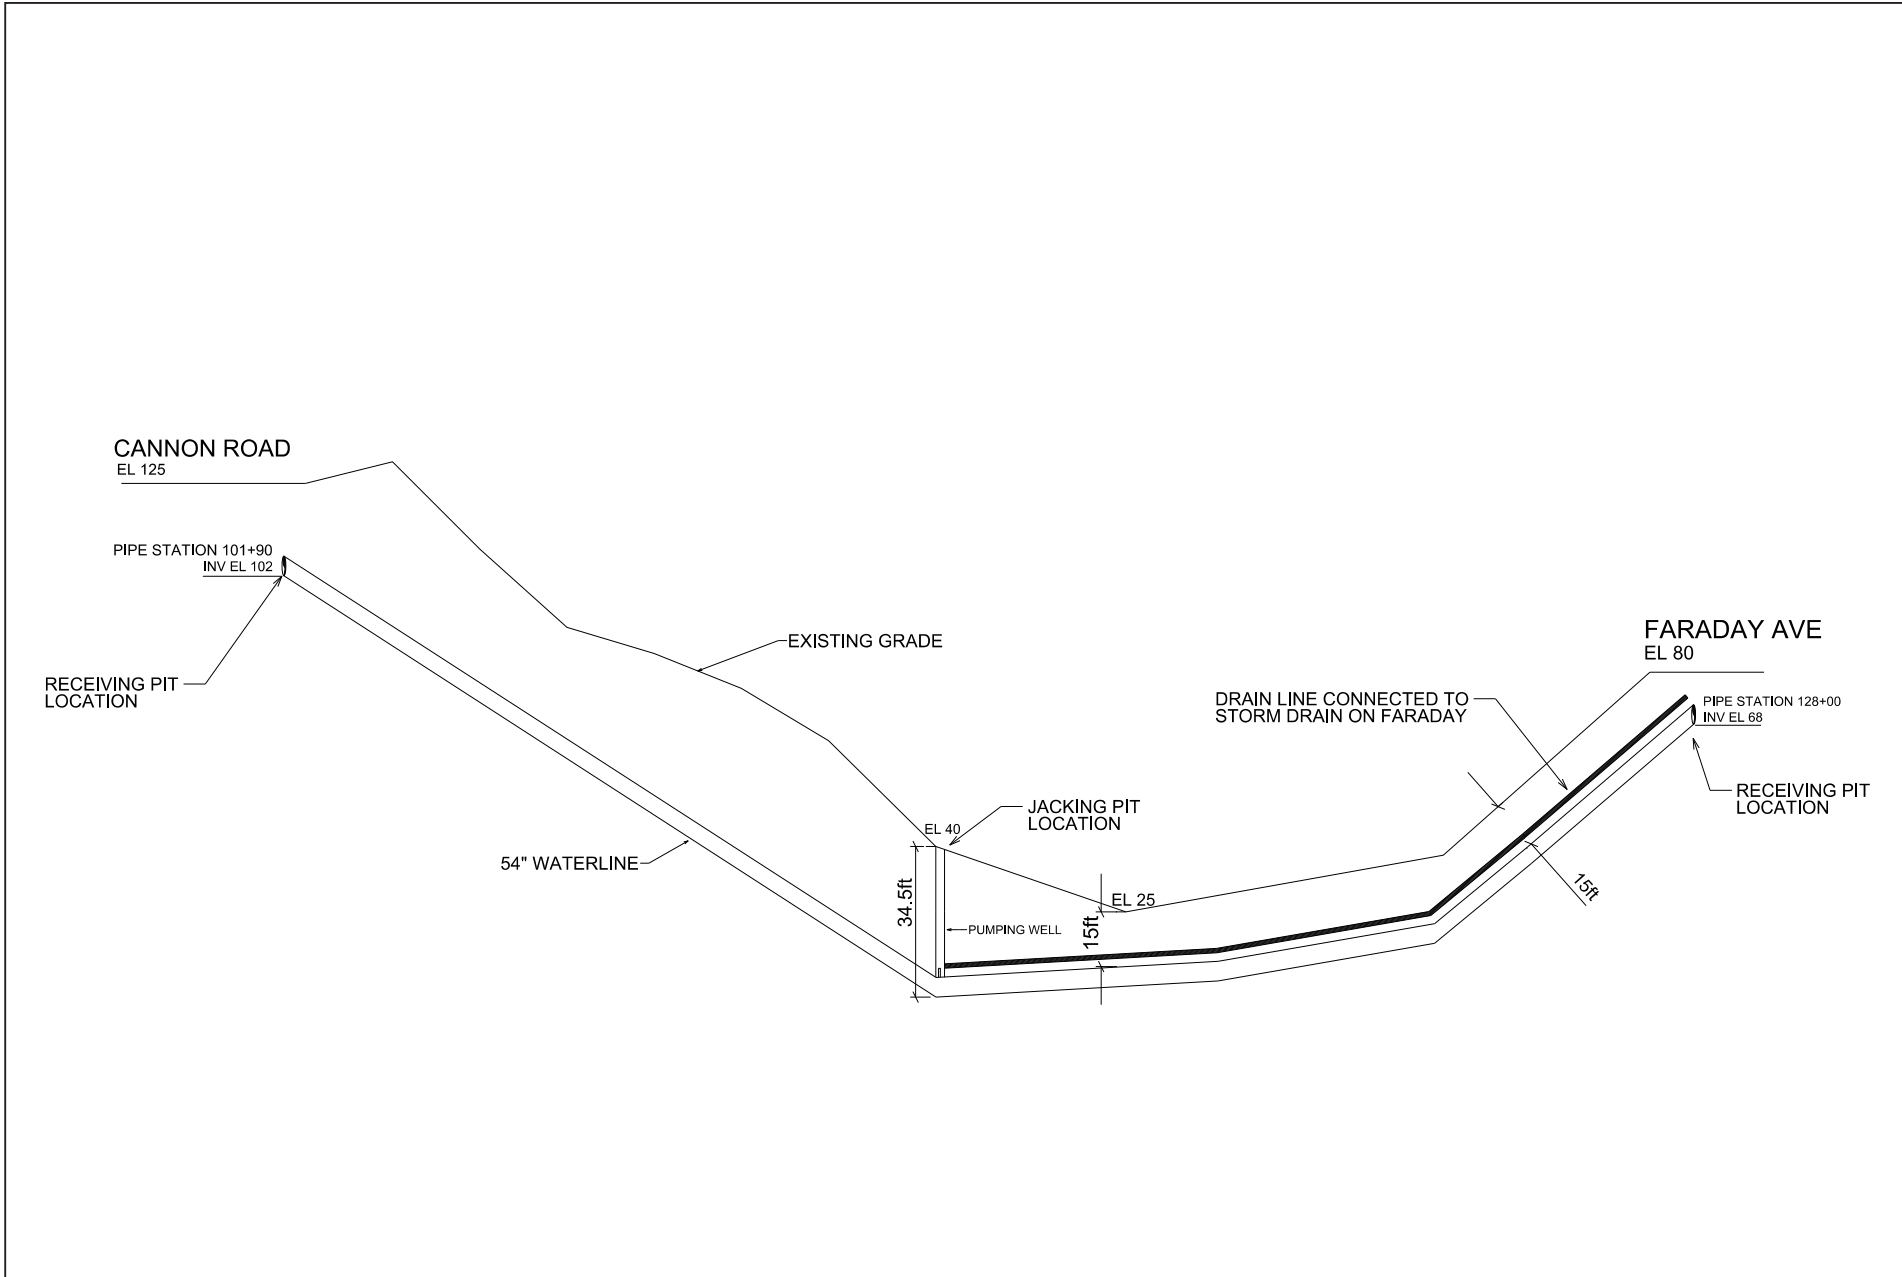 CANNON ROAD
EL 125
PIPE STATION 101+90
INV EL 102
RECEIVING PIT
LOCATION
EXISTING GRADE
54" WATERLINE
EL 40
JACKING PIT
LOCATION
34.5ft
PUMPING WELL
EL 25
15ft
DRAIN LINE CONNECTED TO
STORM DRAIN ON FARADAY
FARADAY AVE
EL 80
PIPE STATION 128+00
INV EL 68
RECEIVING PIT
LOCATION
15ft